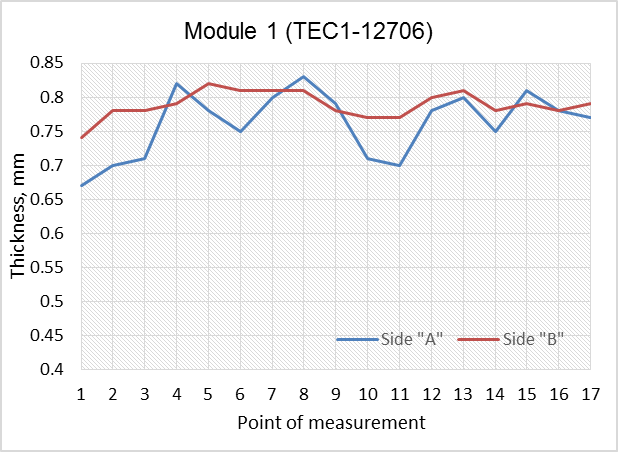 Module 1 (TEC1-12706)
0.85
0.8
0.75
0.7
0.65
0.6
0.55
0.5
0.45
0.4
Thickness, mm
Side "A" Side "B"
1 2 3 4 5 6 7 8 9 10 11 12 13 14 15 16 17
Point of measurement